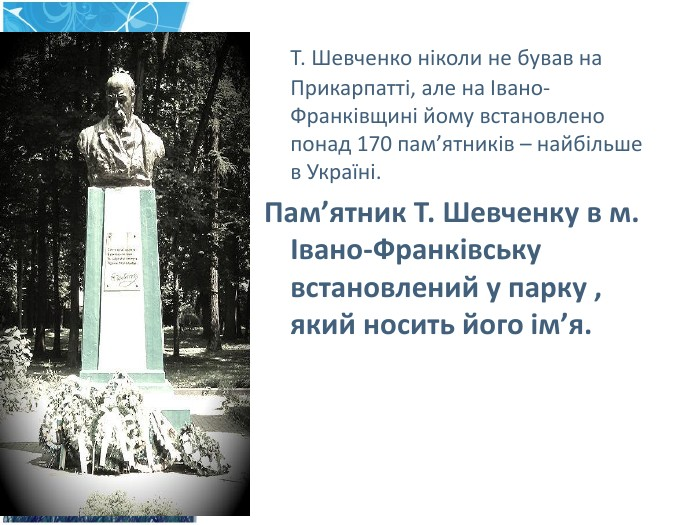 Т. Шевченко ніколи не бував на
Прикарпатті, але на Івано-
Франківщині йому встановлено
понад 170 пам’ятників – найбільше
в Україні.
Пам’ятник Т. Шевченку в м.
Івано-Франківську
встановлений у парку ,
який носить його ім’я.